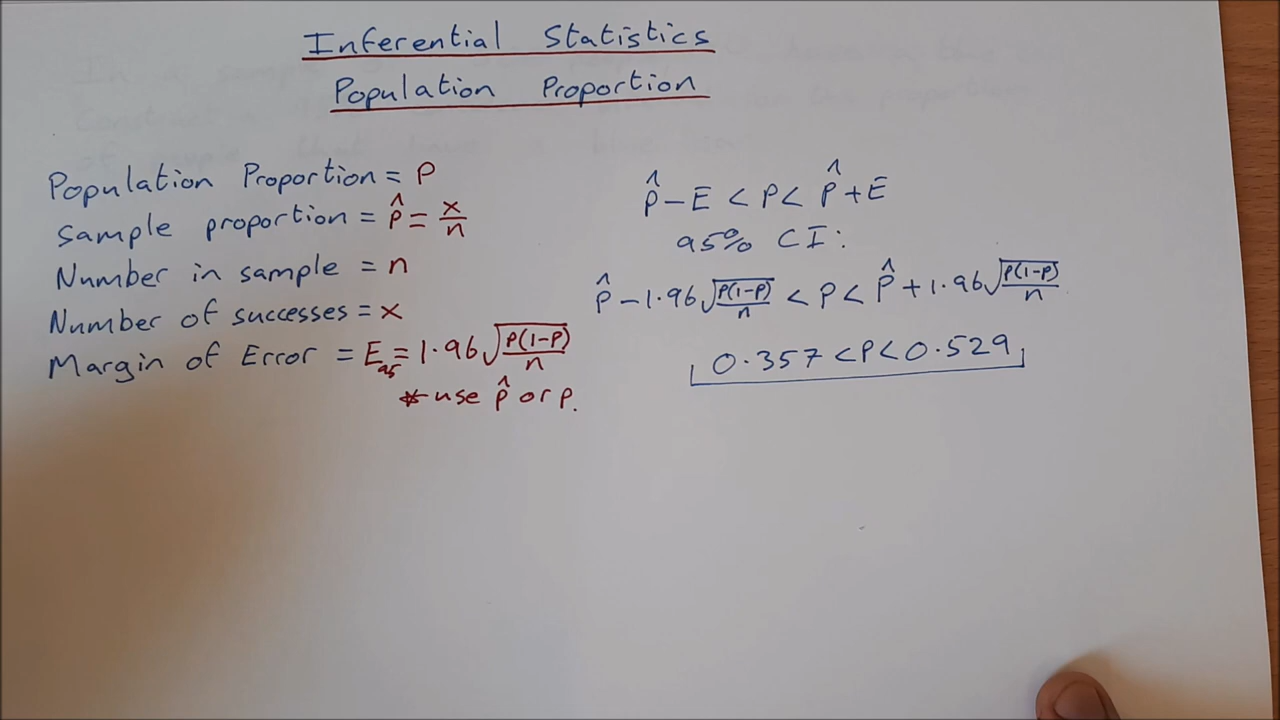 Inferential Statistics
Population Proportion
Population Proportion = P
Sample proportion = p̂ = x/n
Number in sample = n
Number of successes = x
Margin of Error = E₉₅ = 1.96√(P(1-P)/n)
* use p̂ or p.
p̂ - E < P < p̂ + E
95% CI:
p̂ - 1.96√(P(1-P)/n) < P < p̂ + 1.96√(P(1-P)/n)
0.357 < P < 0.529